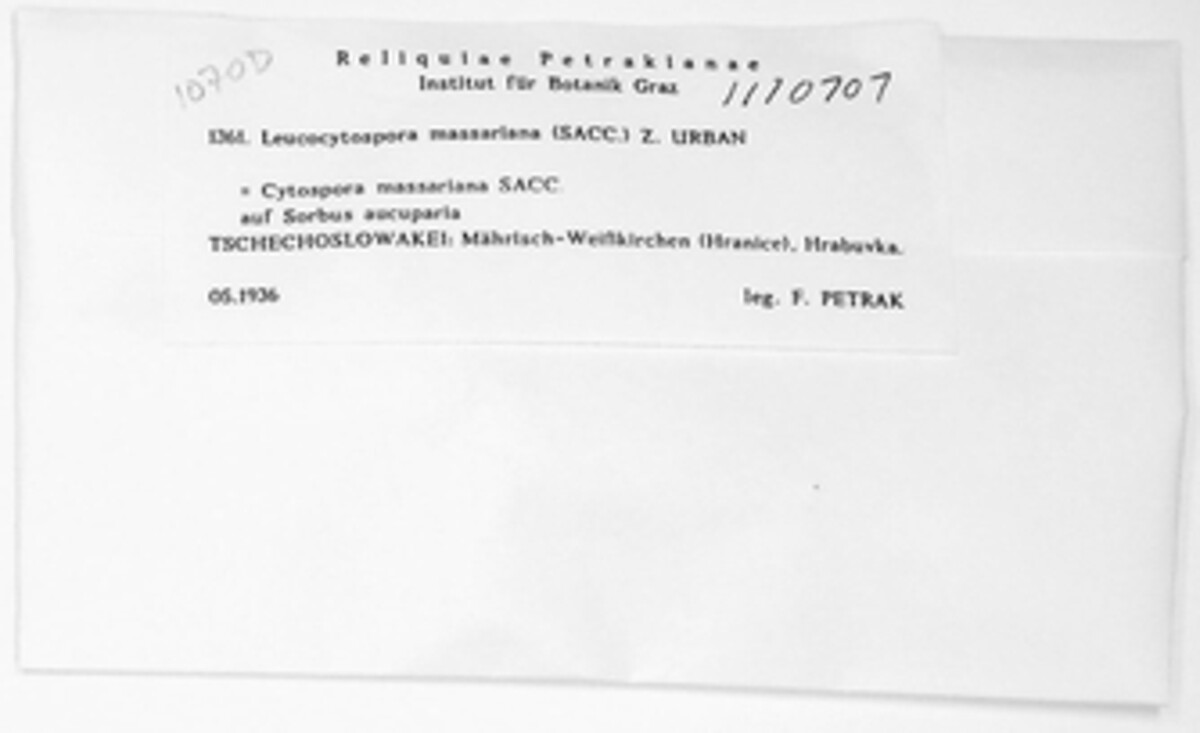 1070D
Reliquiae Petrakianae
Institut für Botanik Graz
1110707
1361. Leucocytospora massariana (SACC.) Z. URBAN
= Cytospora massariana SACC.
auf Sorbus aucuparia
TSCHECHOSLOWAKEI: Mährisch-Weißkirchen (Hranice), Hrabuvka.
05.1936
leg. F. PETRAK